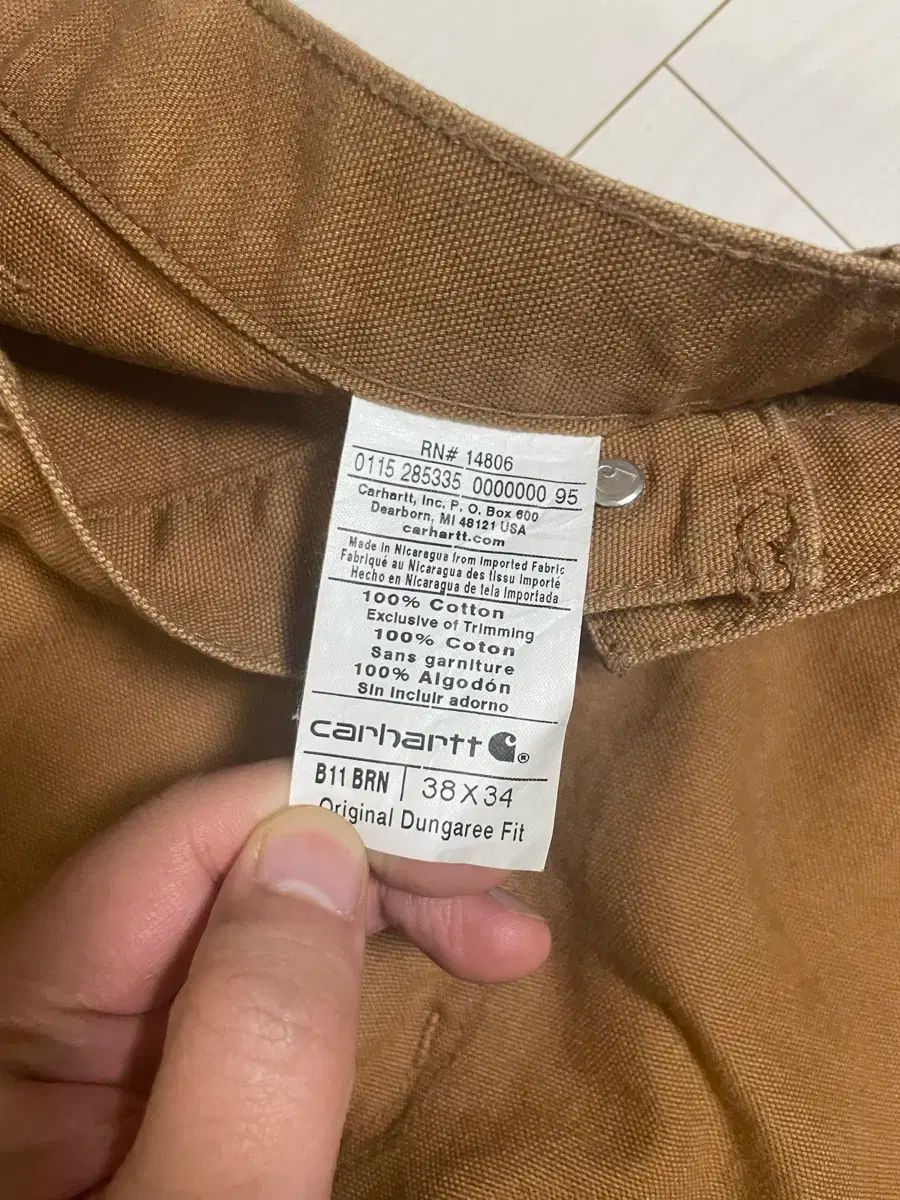 RN# 14806
0115 285335 0000000 95
Carhartt, Inc. P. O. Box 600
Dearborn, MI 48121 USA
carhartt.com
Made in Nicaragua from Imported Fabric
Fabriqué au Nicaragua des tissu Importé
Hecho en Nicaragua de tela Importada
100% Cotton
Exclusive of Trimming
100% Coton
Sans garniture
100% Algodón
Sin incluir adorno
carhartt ®
B11 BRN | 38 X 34
Original Dungaree Fit